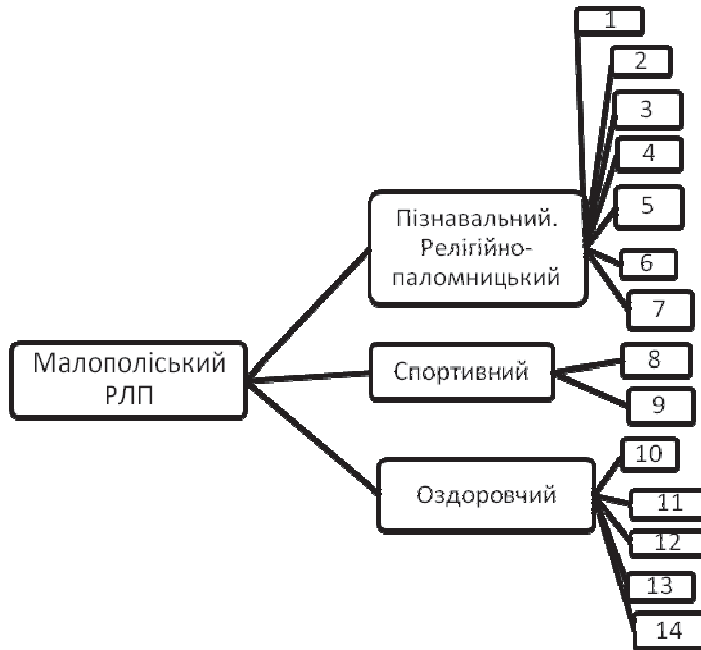 1
2
3
4
5
6
7
Пізнавальний.
Релігійно-
паломницький
Малополіський
РЛП
Спортивний
8
9
Оздоровчий
10
11
12
13
14